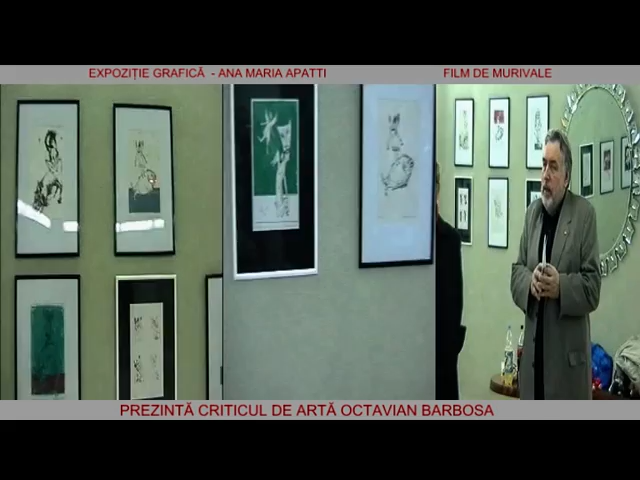 EXPOZIȚIE GRAFICĂ - ANA MARIA APATTI FILM DE MURIVALE
PREZINTĂ CRITICUL DE ARTĂ OCTAVIAN BARBOSA